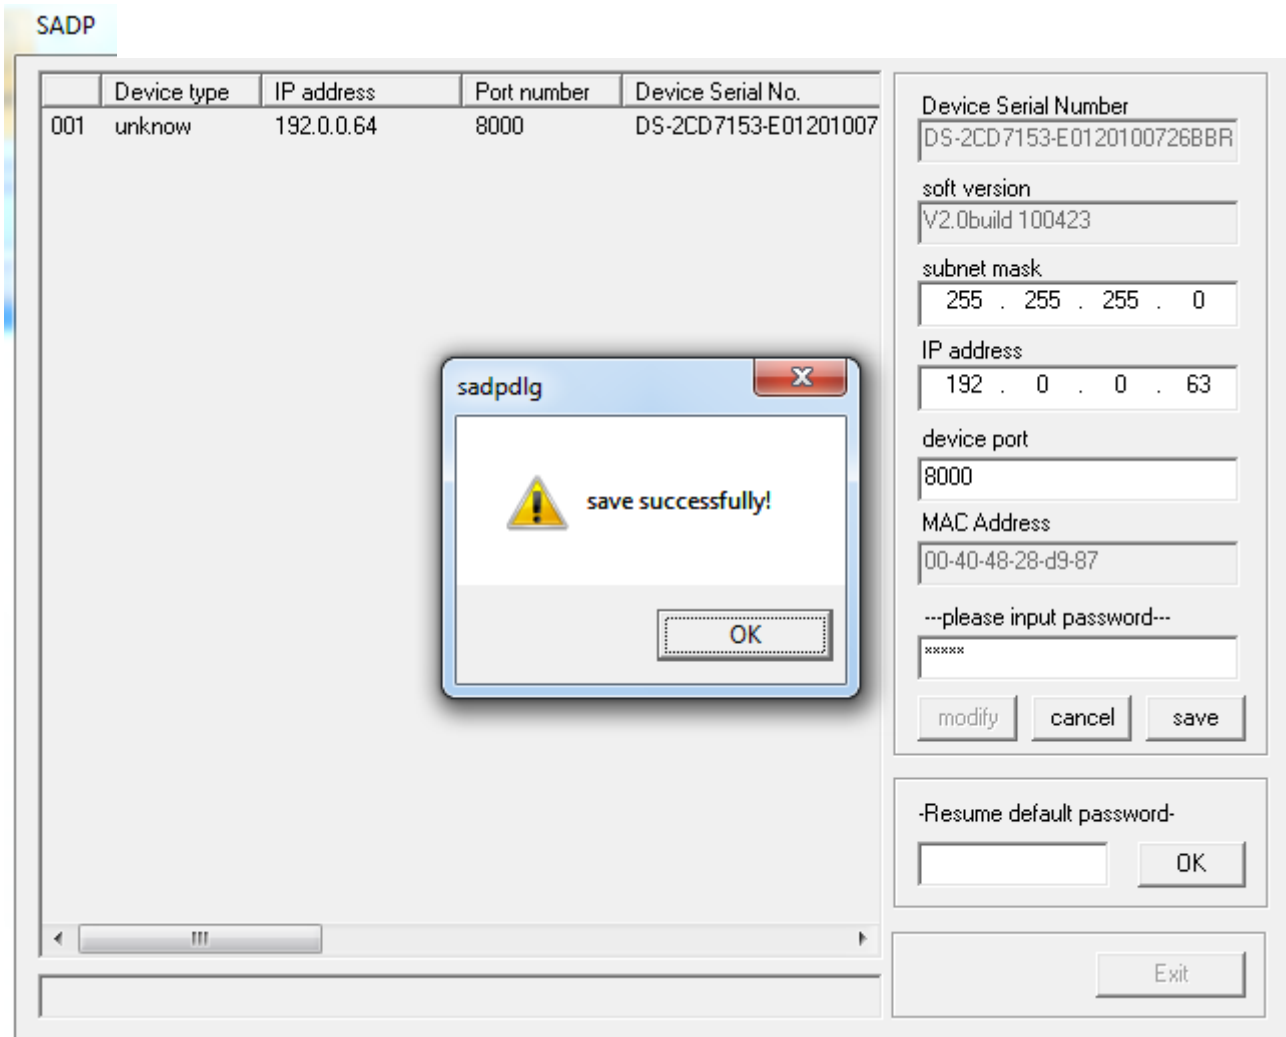 SADP
Device type IP address Port number Device Serial No.
001 unknow 192.0.0.64 8000 DS-2CD7153-E01201007
Device Serial Number
DS-2CD7153-E0120100726BBR
soft version
V2.0build 100423
subnet mask
255 . 255 . 255 . 0
IP address
192 . 0 . 0 . 63
device port
8000
MAC Address
00-40-48-28-d9-87
---please input password---
*****
modify cancel save
sadpdlg
save successfully!
OK
-Resume default password-
OK
Exit